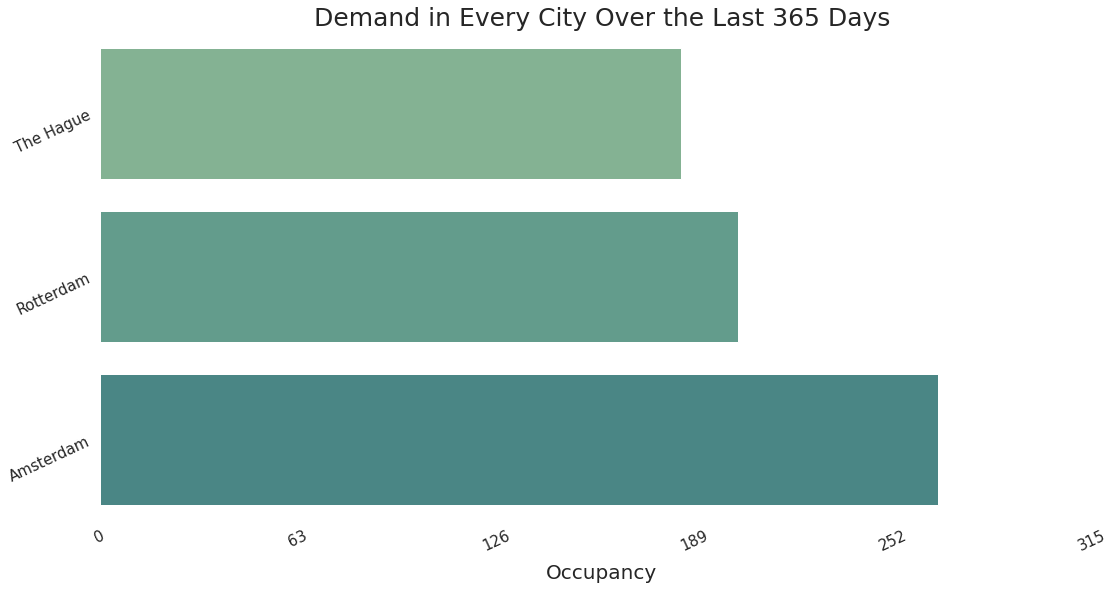 Demand in Every City Over the Last 365 Days
The Hague
Rotterdam
Amsterdam
0 63 126 189 252 315
Occupancy